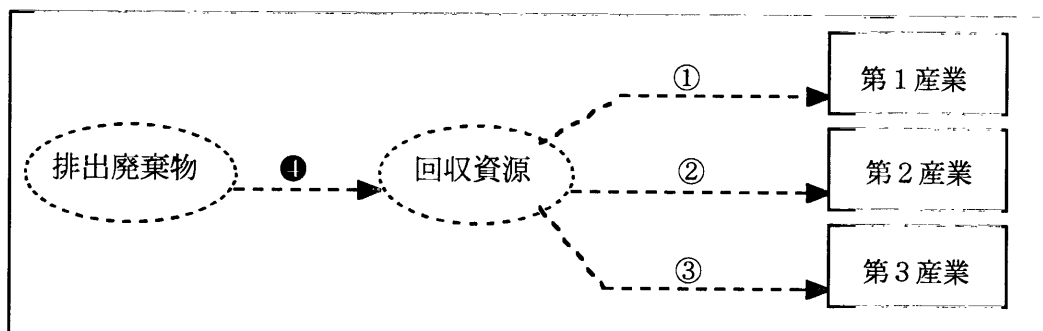 ① 第1産業
排出廃棄物 ❹ 回収資源 ② 第2産業
③ 第3産業